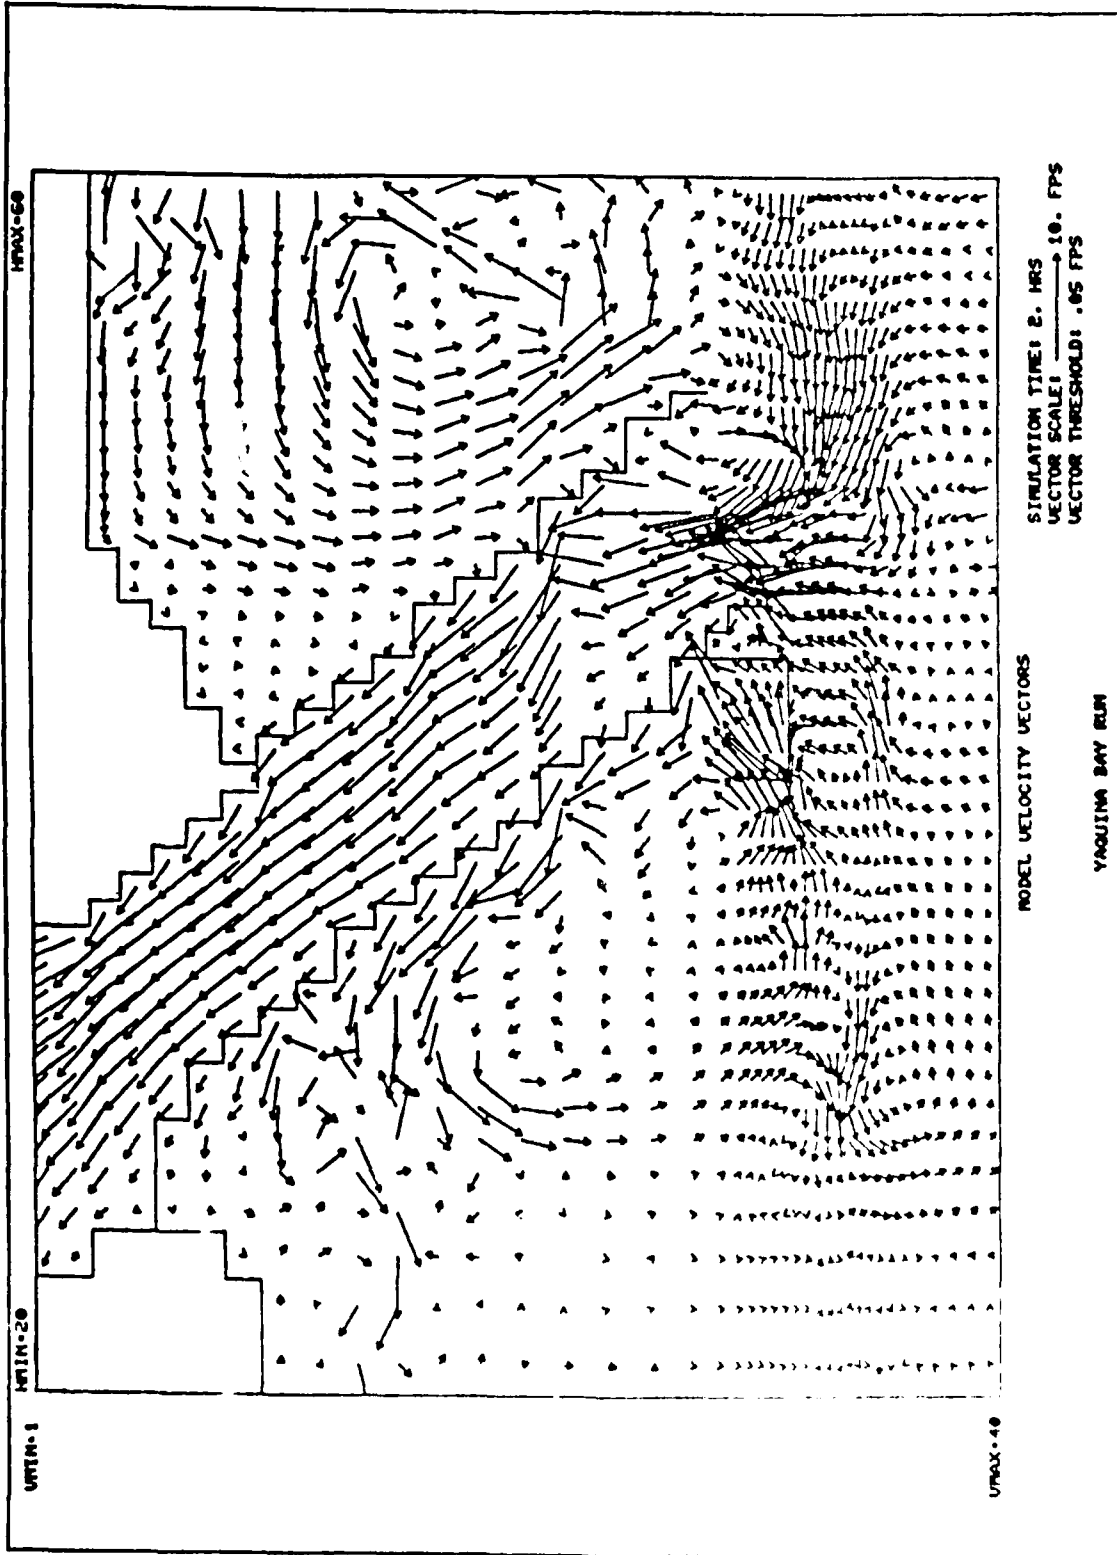 VMIN=1
HMIN=20
HMAX=60
VMAX=40
MODEL VELOCITY VECTORS
SIMULATION TIME: 2. HRS
VECTOR SCALE: 10. FPS
VECTOR THRESHOLD: .05 FPS
YAQUINA BAY RUN